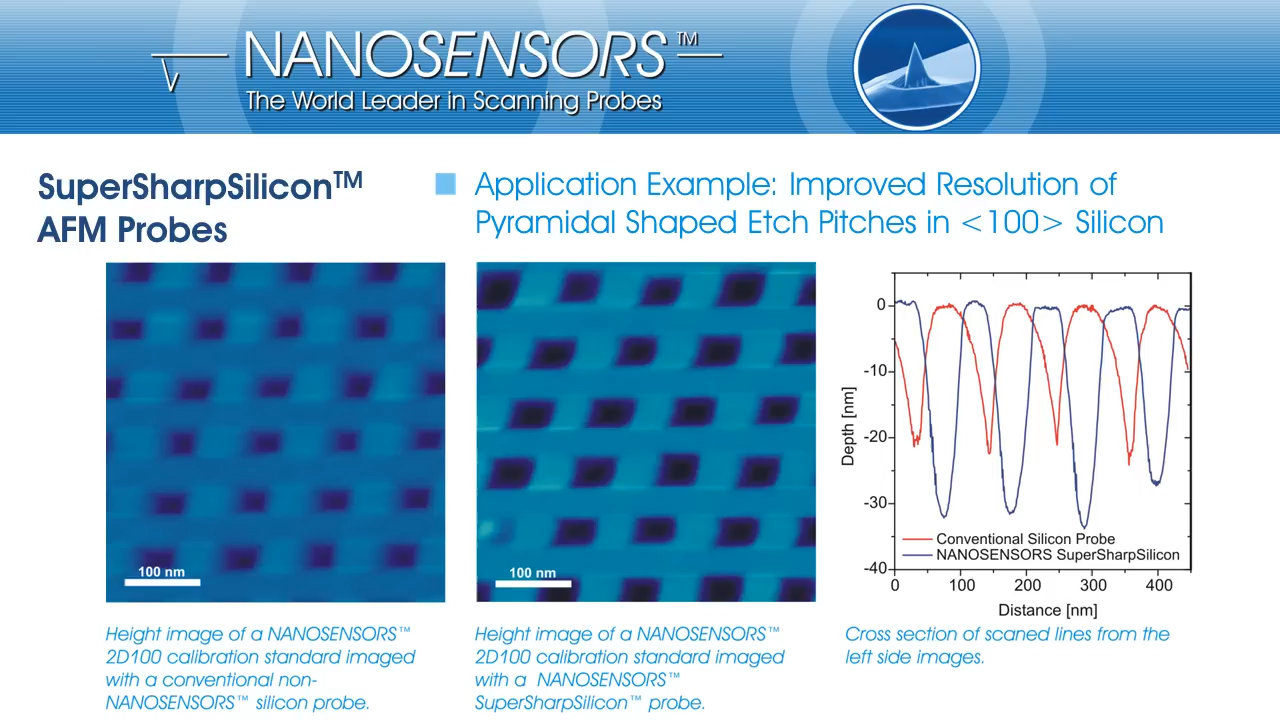 NANOSENSORS™
The World Leader in Scanning Probes
SuperSharpSilicon™
AFM Probes
Application Example: Improved Resolution of
Pyramidal Shaped Etch Pitches in <100> Silicon
100 nm
100 nm
0
-10
-20
-30
-40
Depth [nm]
Conventional Silicon Probe
NANOSENSORS SuperSharpSilicon
0 100 200 300 400
Distance [nm]
Height image of a NANOSENSORS™
2D100 calibration standard imaged
with a conventional non-
NANOSENSORS™ silicon probe.
Height image of a NANOSENSORS™
2D100 calibration standard imaged
with a NANOSENSORS™
SuperSharpSilicon™ probe.
Cross section of scaned lines from the
left side images.